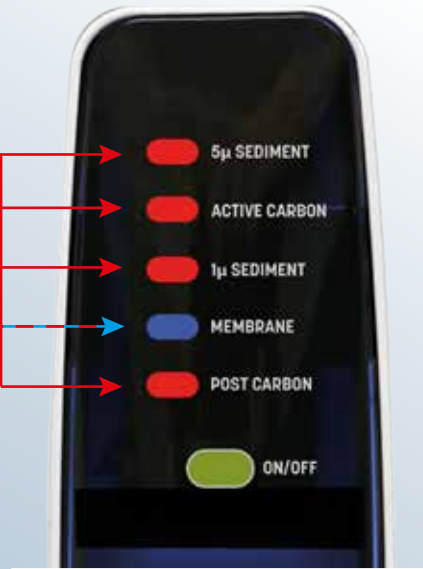 5µ SEDIMENT
ACTIVE CARBON
1µ SEDIMENT
MEMBRANE
POST CARBON
ON/OFF